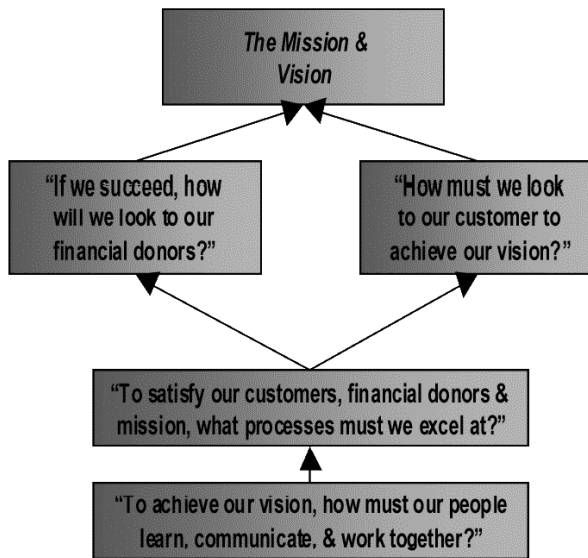 The Mission &
Vision
“If we succeed, how
will we look to our
financial donors?”
“How must we look
to our customer to
achieve our vision?”
“To satisfy our customers, financial donors &
mission, what processes must we excel at?”
“To achieve our vision, how must our people
learn, communicate, & work together?”